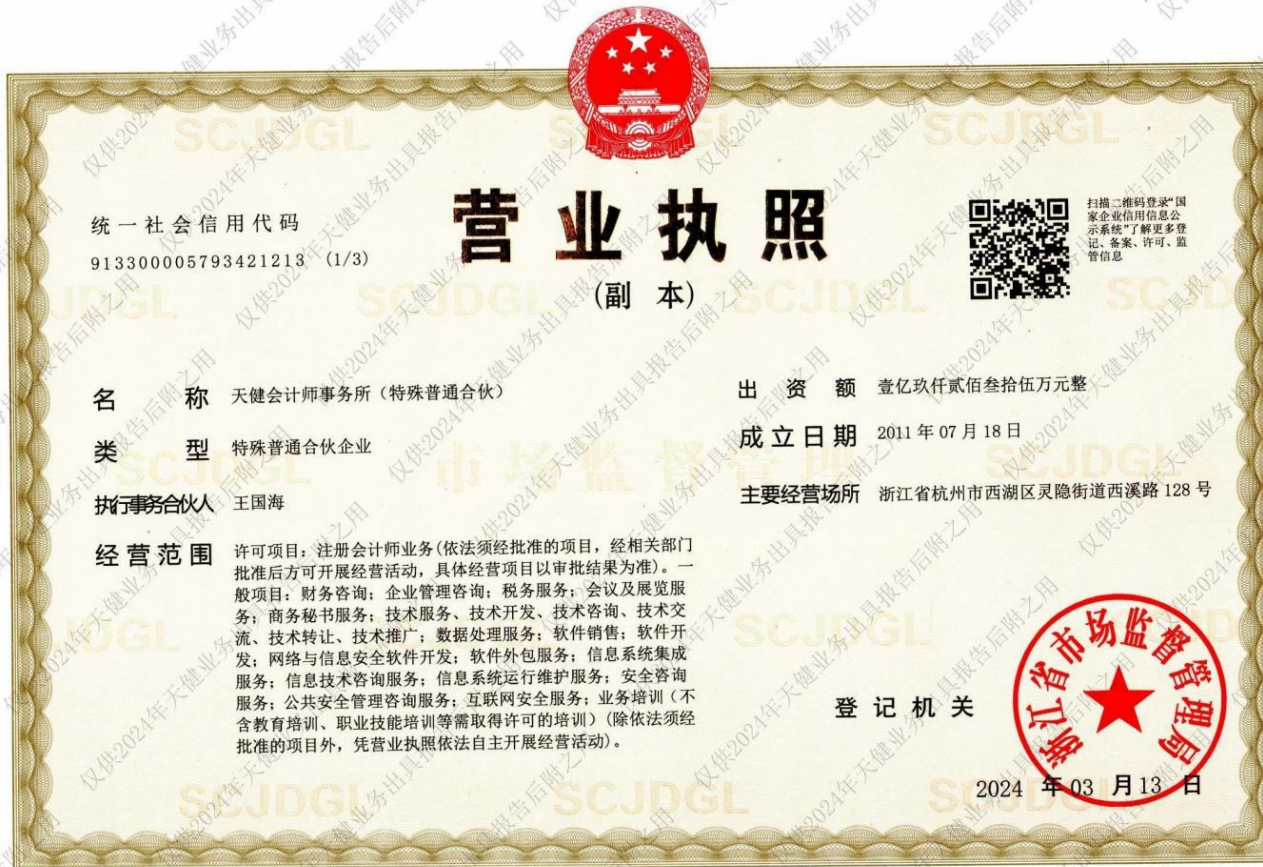 统一社会信用代码
913300005793421213 (1/3)
营业执照
(副 本)
扫描二维码登录“国
家企业信用信息公
示系统”了解更多登
记、备案、许可、监
管信息
名 称 天健会计师事务所（特殊普通合伙）
类 型 特殊普通合伙企业
执行事务合伙人 王国海
经营范围 许可项目：注册会计师业务(依法须经批准的项目，经相关部门
批准后方可开展经营活动，具体经营项目以审批结果为准)。一
般项目：财务咨询；企业管理咨询；税务服务；会议及展览服
务；商务秘书服务；技术服务、技术开发、技术咨询、技术交
流、技术转让、技术推广；数据处理服务；软件销售；软件开
发；网络与信息安全软件开发；软件外包服务；信息系统集成
服务；信息技术咨询服务；信息系统运行维护服务；安全咨询
服务；公共安全管理咨询服务；互联网安全服务；业务培训（不
含教育培训、职业技能培训等需取得许可的培训）(除依法须经
批准的项目外，凭营业执照依法自主开展经营活动)。
出 资 额 壹亿玖仟贰佰叁拾伍万元整
成立日期 2011 年 07 月 18 日
主要经营场所 浙江省杭州市西湖区灵隐街道西溪路 128 号
登记机关
浙江省市场监督管理局
2024 年 03 月 13 日
市场监督管理
SCJDGL
仅供2024年天健业务出具报告后附之用